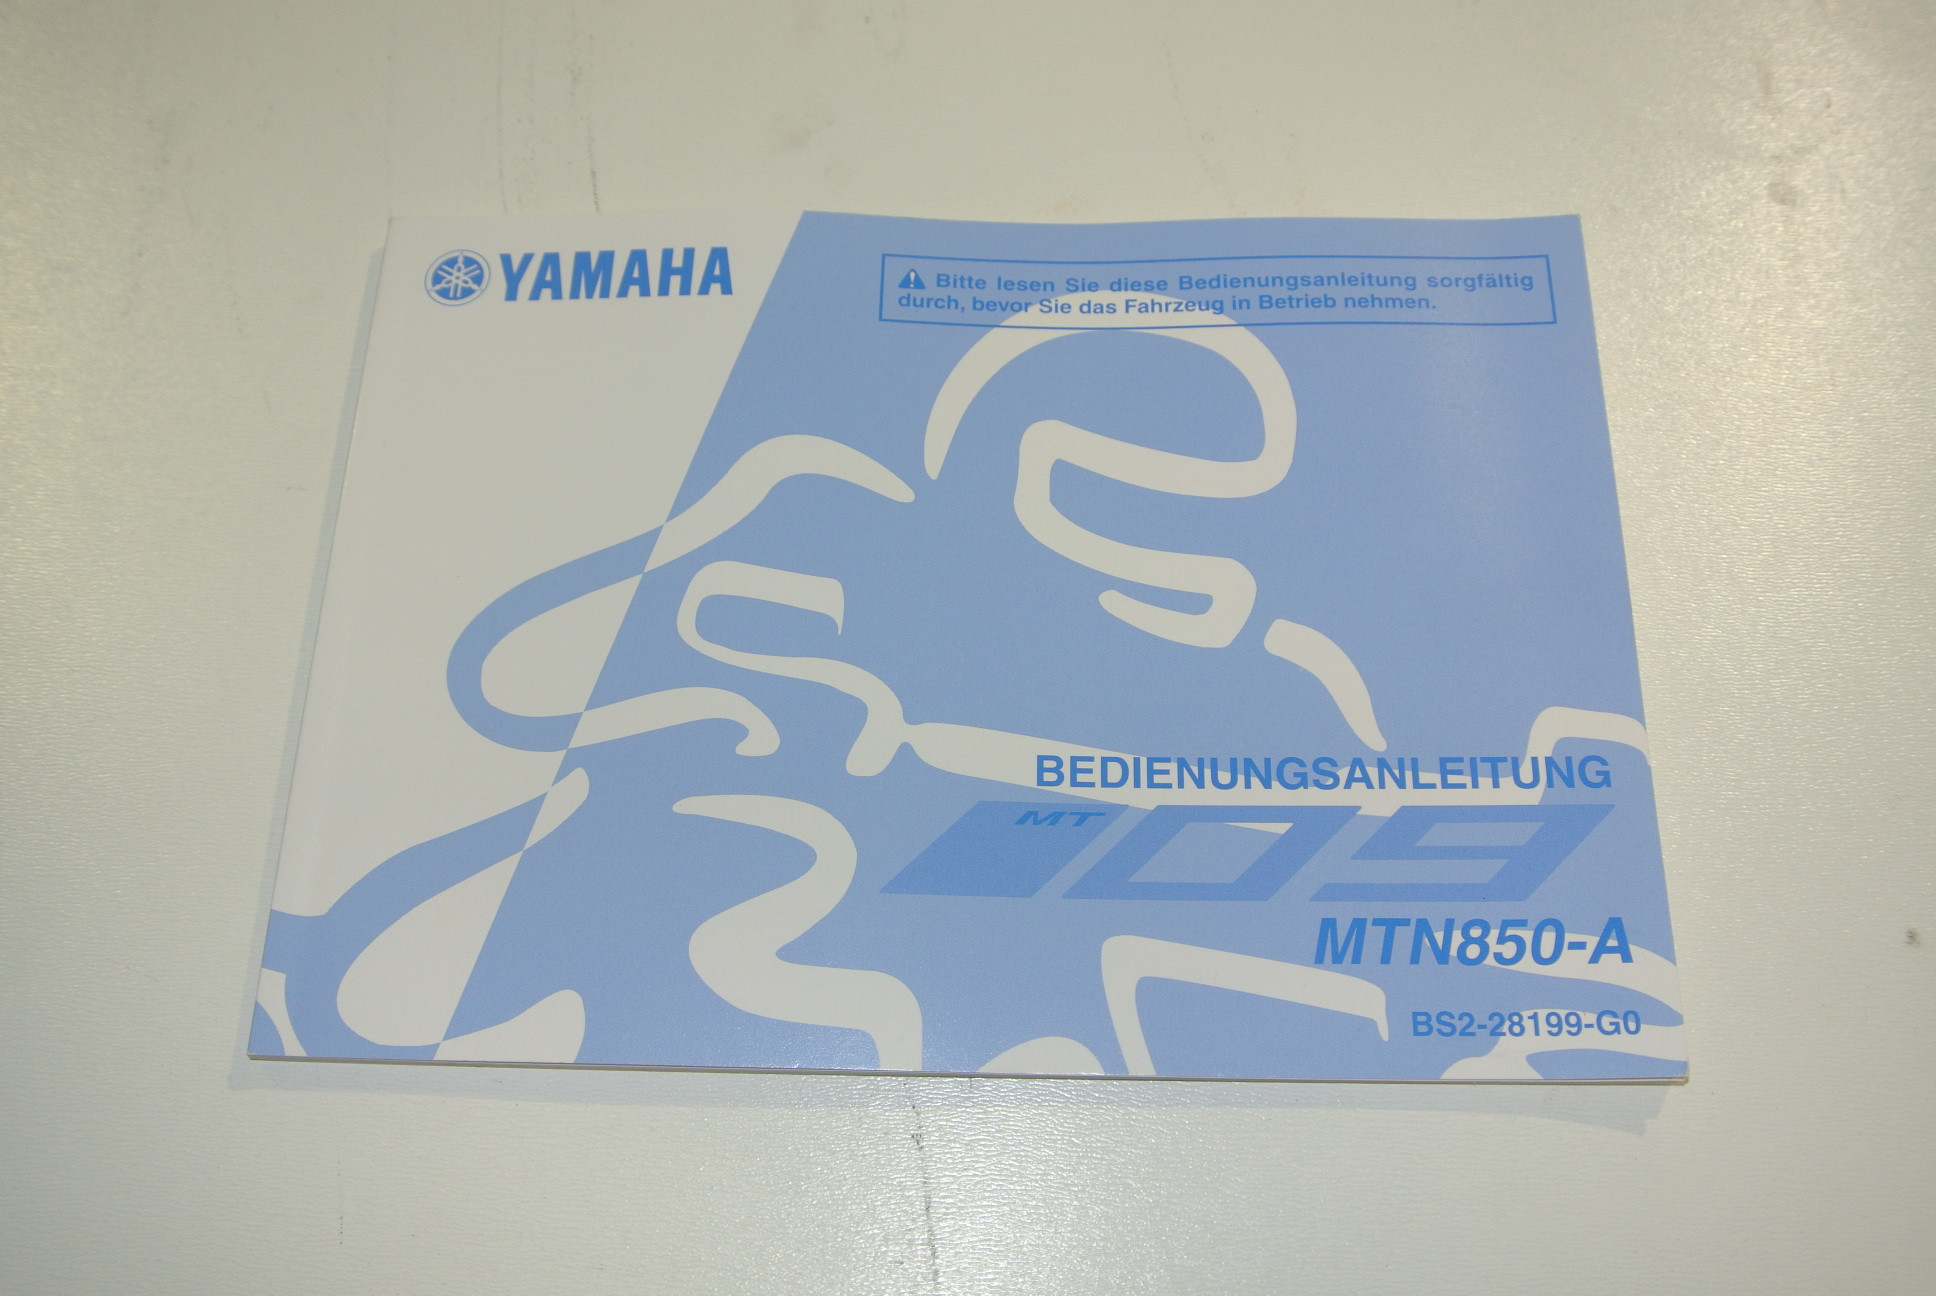 YAMAHA
Bitte lesen Sie diese Bedienungsanleitung sorgfältig
durch, bevor Sie das Fahrzeug in Betrieb nehmen.
BEDIENUNGSANLEITUNG
MT 09
MTN850-A
BS2-28199-G0